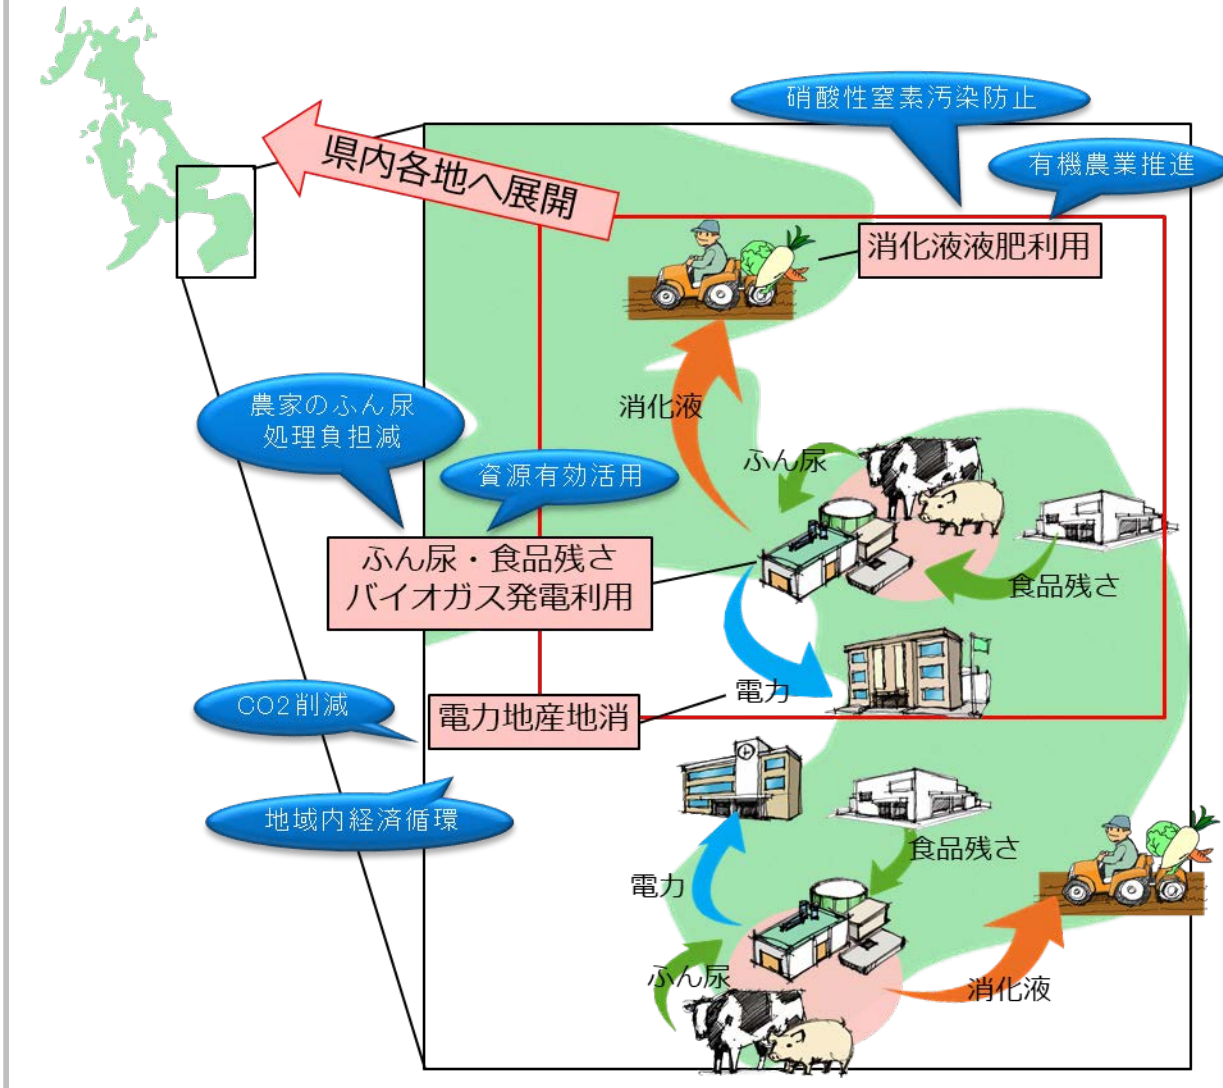 硝酸性窒素汚染防止
有機農業推進
県内各地へ展開
消化液液肥利用
消化液
農家のふん尿
処理負担減
資源有効活用
ふん尿
ふん尿・食品残さ
バイオガス発電利用
食品残さ
電力
CO2削減
電力地産地消
地域内経済循環
食品残さ
電力
ふん尿
消化液